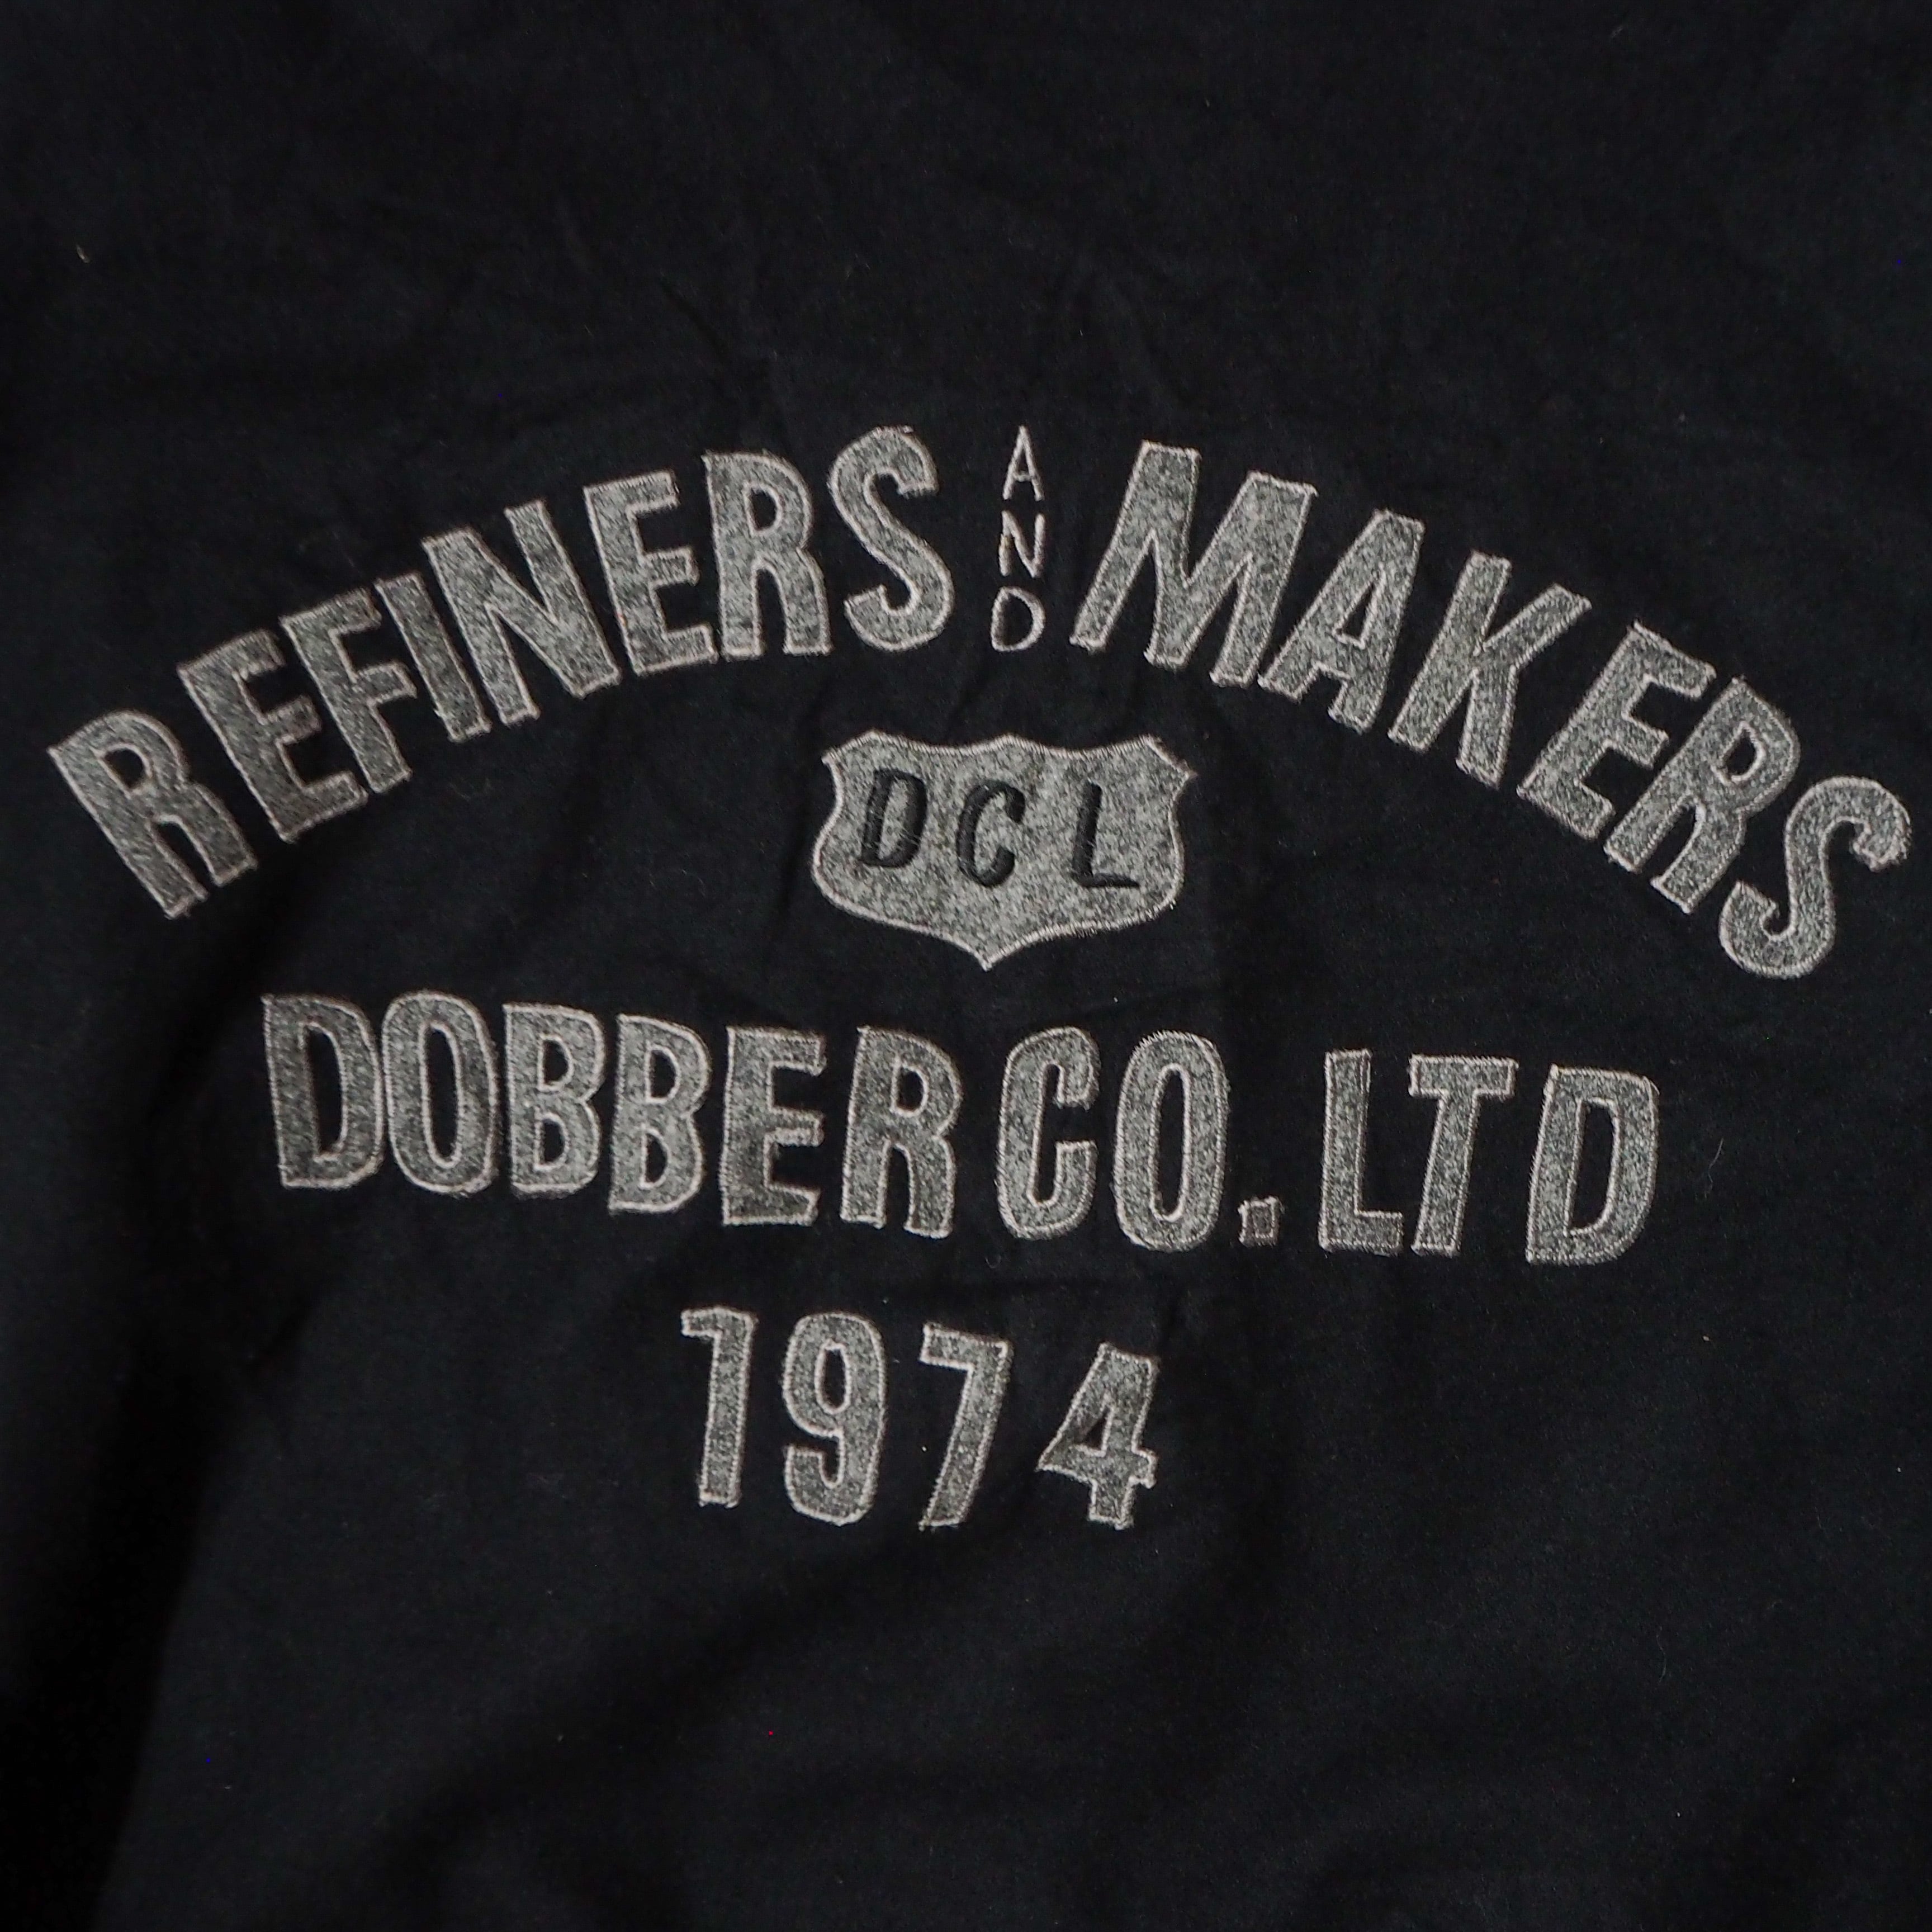 REFINERS AND MAKERS
DCL
DOBBER CO. LTD
1974